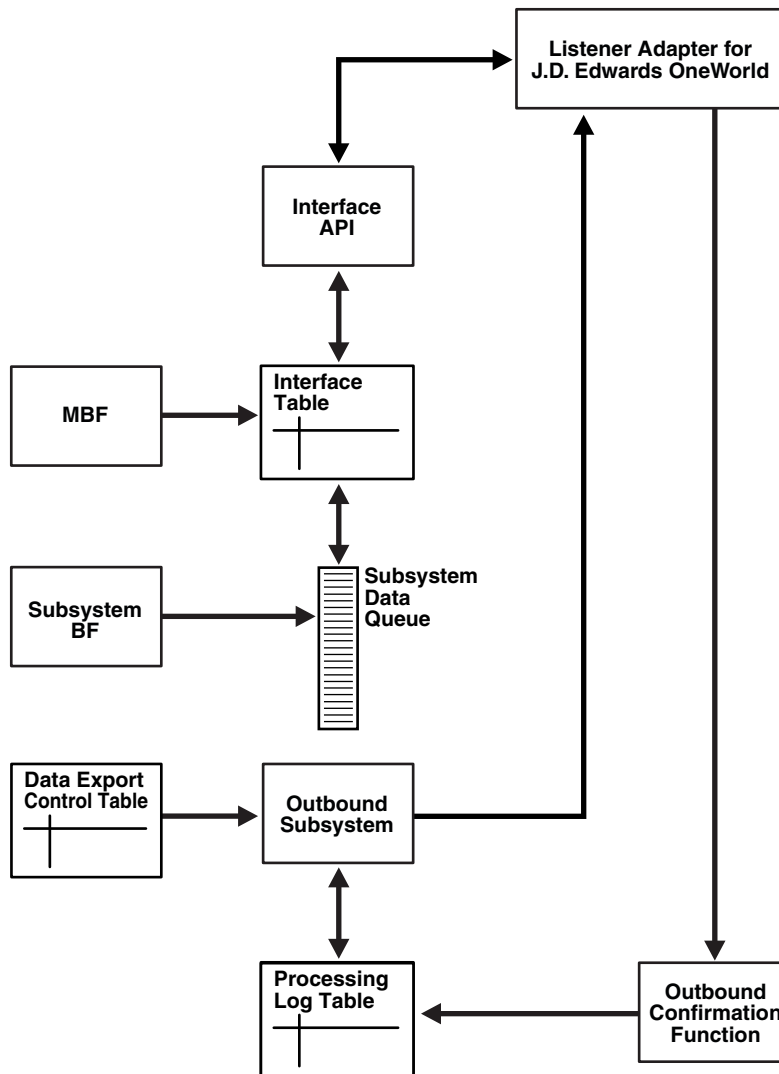 Listener Adapter for
J.D. Edwards OneWorld
Interface
API
MBF
Interface
Table
Subsystem
BF
Subsystem
Data
Queue
Data Export
Control Table
Outbound
Subsystem
Processing
Log Table
Outbound
Confirmation
Function